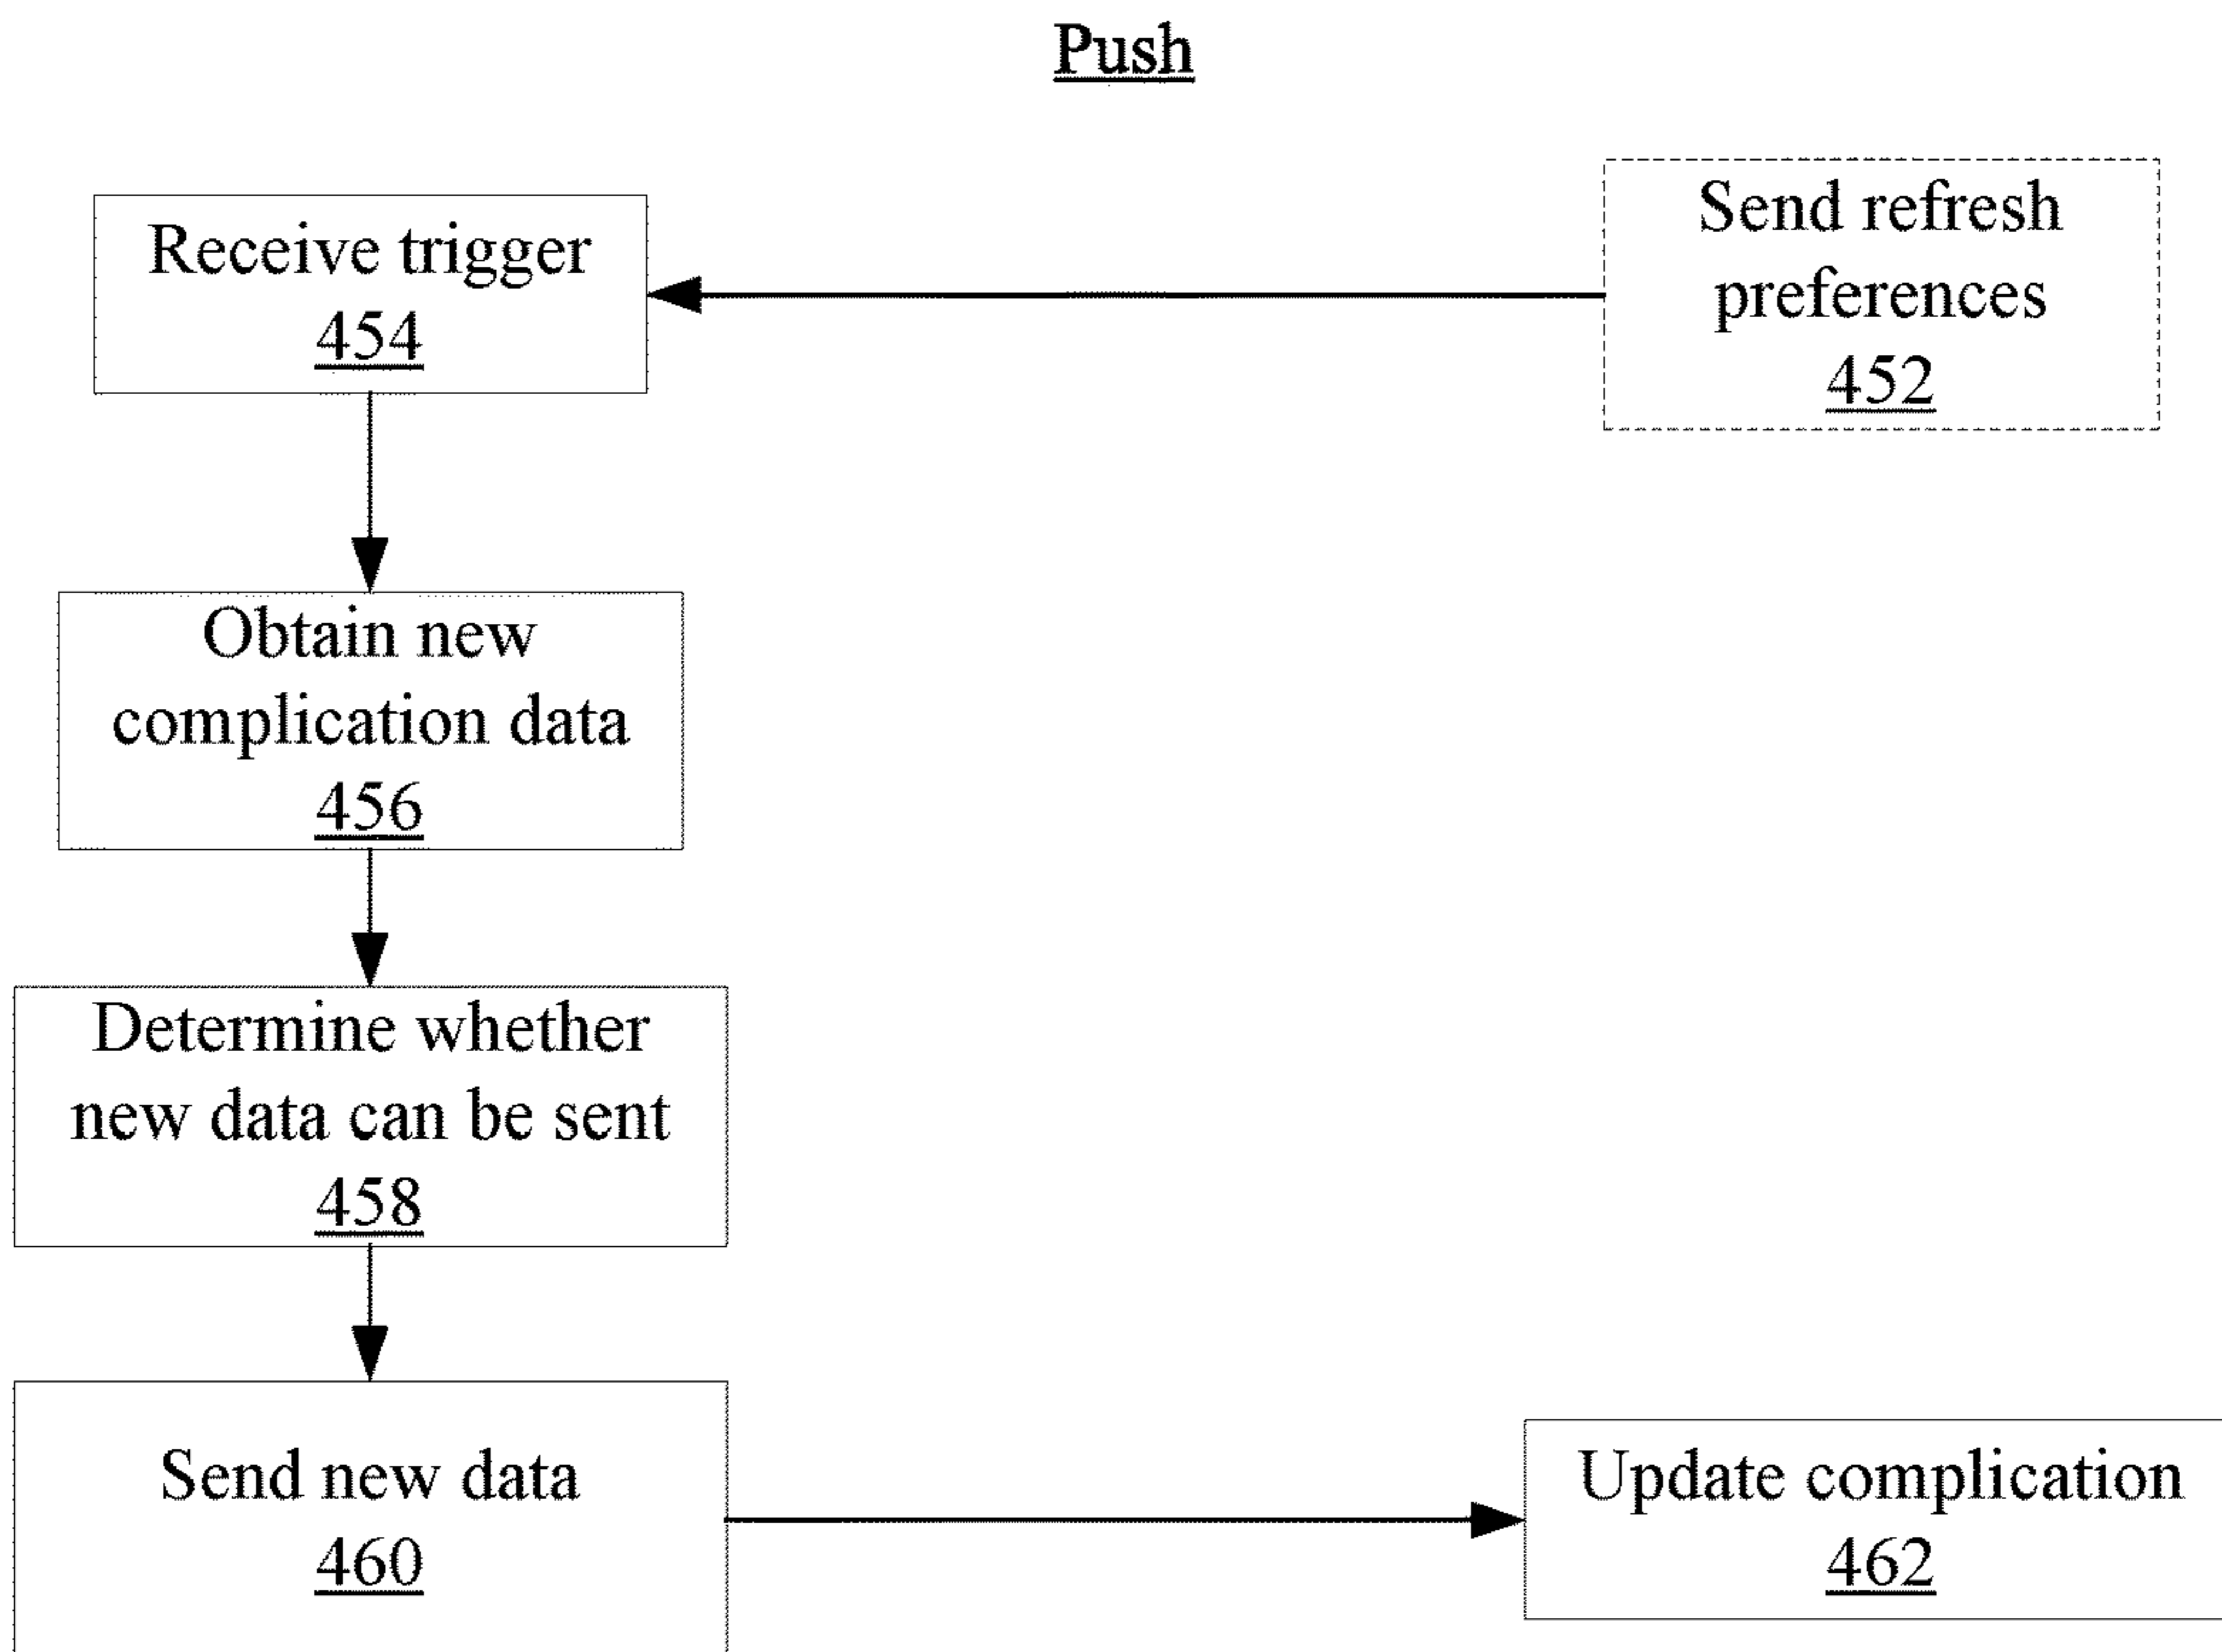 Push
Send refresh
preferences
452
Receive trigger
454
Obtain new
complication data
456
Determine whether
new data can be sent
458
Send new data
460
Update complication
462